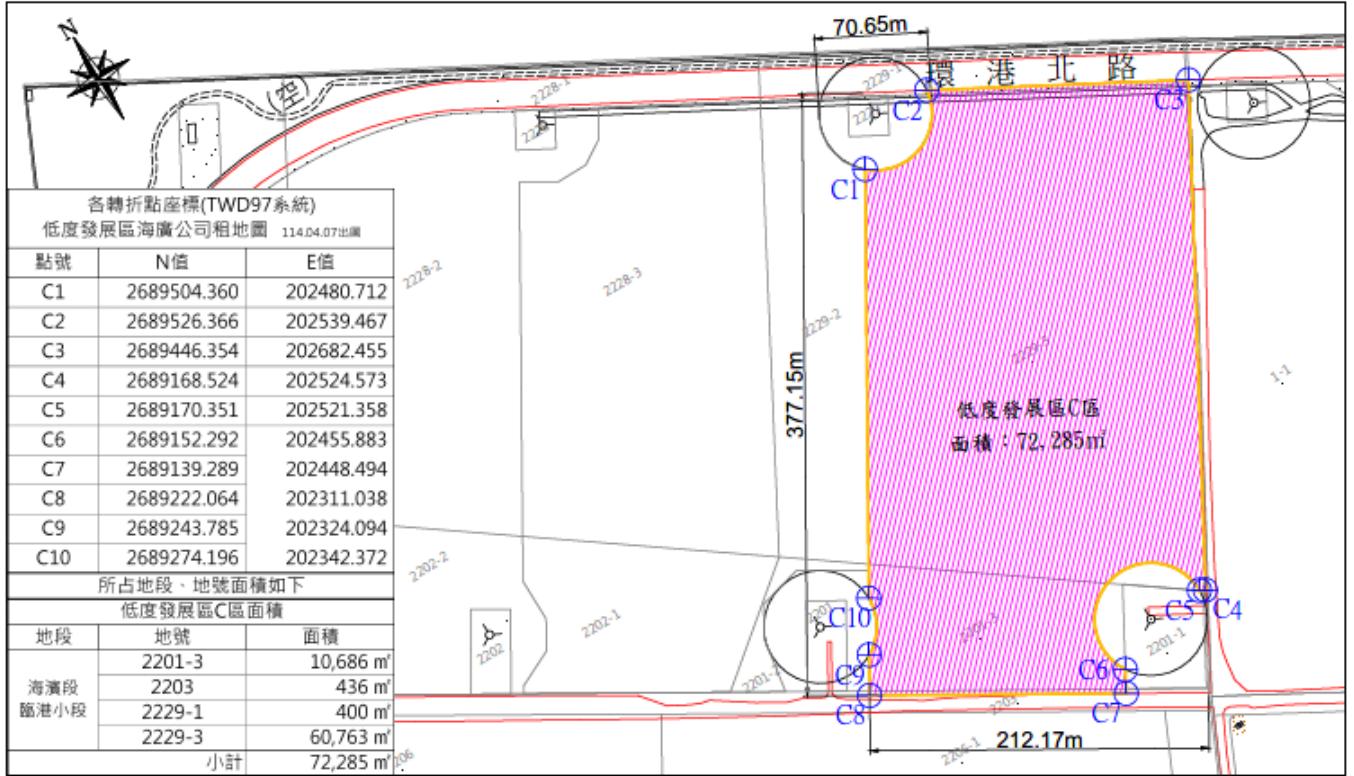 N
(空)
70.65m
環港北路
2228-1
2229-1
C2
C3
C1
各轉折點座標(TWD97系統)
低度發展區海廣公司租地圖 114.04.07出圖
點號 N值 E值
C1 2689504.360 202480.712
C2 2689526.366 202539.467
C3 2689446.354 202682.455
C4 2689168.524 202524.573
C5 2689170.351 202521.358
C6 2689152.292 202455.883
C7 2689139.289 202448.494
C8 2689222.064 202311.038
C9 2689243.785 202324.094
C10 2689274.196 202342.372
所占地段、地號面積如下
低度發展區C區面積
地段 地號 面積
海濱段
臨港小段
2201-3 10,686 ㎡
2203 436 ㎡
2229-1 400 ㎡
2229-3 60,763 ㎡
小計 72,285 ㎡
2228-2
2228-3
2229-2
2229-3
1-1
377.15m
低度發展區C區
面積：72,285㎡
2202-2
2202-1
2202
2201-3
2201-1
C10
C9
C8
C5
C4
C6
C7
212.17m
2206-1